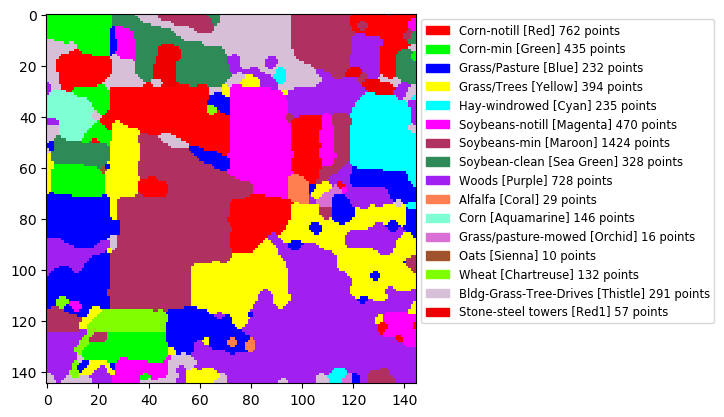 0
20
40
60
80
100
120
140
0 20 40 60 80 100 120 140
Corn-notill [Red] 762 points
Corn-min [Green] 435 points
Grass/Pasture [Blue] 232 points
Grass/Trees [Yellow] 394 points
Hay-windrowed [Cyan] 235 points
Soybeans-notill [Magenta] 470 points
Soybeans-min [Maroon] 1424 points
Soybean-clean [Sea Green] 328 points
Woods [Purple] 728 points
Alfalfa [Coral] 29 points
Corn [Aquamarine] 146 points
Grass/pasture-mowed [Orchid] 16 points
Oats [Sienna] 10 points
Wheat [Chartreuse] 132 points
Bldg-Grass-Tree-Drives [Thistle] 291 points
Stone-steel towers [Red1] 57 points